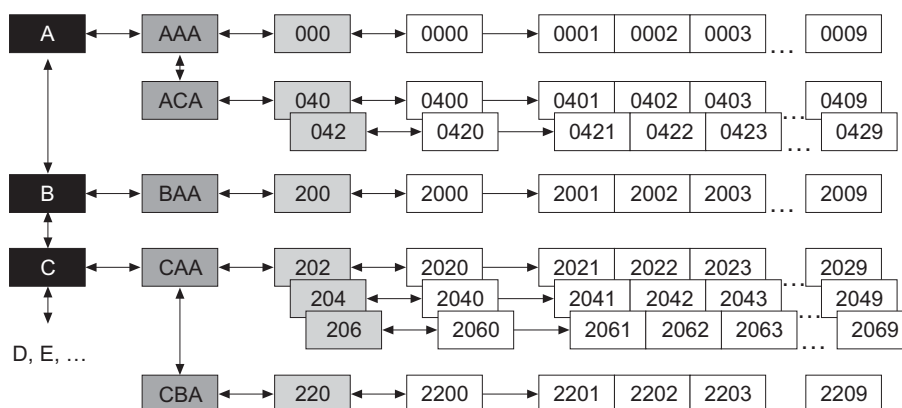 A AAA 000 0000 0001 0002 0003 ... 0009
ACA 040 0400 0401 0402 0403 ... 0409
042 0420 0421 0422 0423 ... 0429
B BAA 200 2000 2001 2002 2003 ... 2009
C CAA 202 2020 2021 2022 2023 ... 2029
204 2040 2041 2042 2043 ... 2049
206 2060 2061 2062 2063 ... 2069
D, E, ...
CBA 220 2200 2201 2202 2203 ... 2209